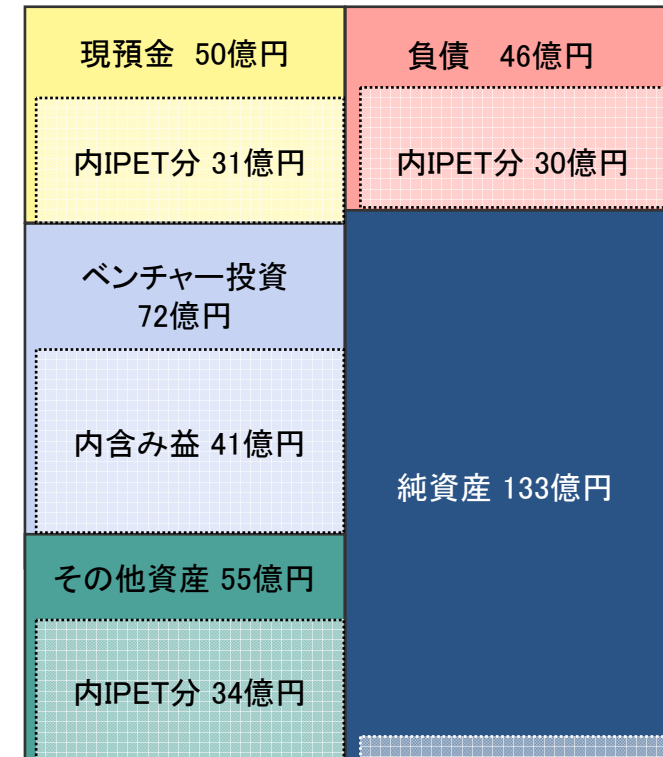 現預金 50億円
内IPET分 31億円
ベンチャー投資
72億円
内含み益 41億円
その他資産 55億円
内IPET分 34億円
負債 46億円
内IPET分 30億円
純資産 133億円